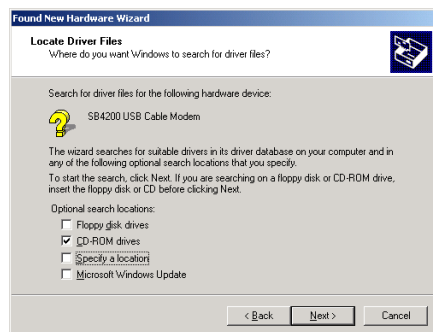 Found New Hardware Wizard
Locate Driver Files
Where do you want Windows to search for driver files?
Search for driver files for the following hardware device:
SB4200 USB Cable Modem
The wizard searches for suitable drivers in its driver database on your computer and in
any of the following optional search locations that you specify.
To start the search, click Next. If you are searching on a floppy disk or CD-ROM drive,
insert the floppy disk or CD before clicking Next.
Optional search locations:
Floppy disk drives
CD-ROM drives
Specify a location
Microsoft Windows Update
< Back Next > Cancel